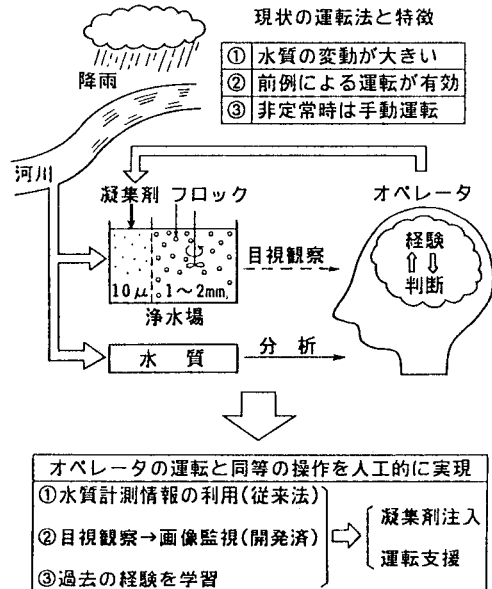 現状の運転法と特徴
① 水質の変動が大きい
② 前例による運転が有効
③ 非定常時は手動運転
降雨
河川
凝集剤 フロック
オペレータ
経験
判断
目視観察
10μ 1～2mm
浄水場
水質
分析
オペレータの運転と同等の操作を人工的に実現
①水質計測情報の利用(従来法)
②目視観察→画像監視(開発済)
③過去の経験を学習
凝集剤注入
運転支援